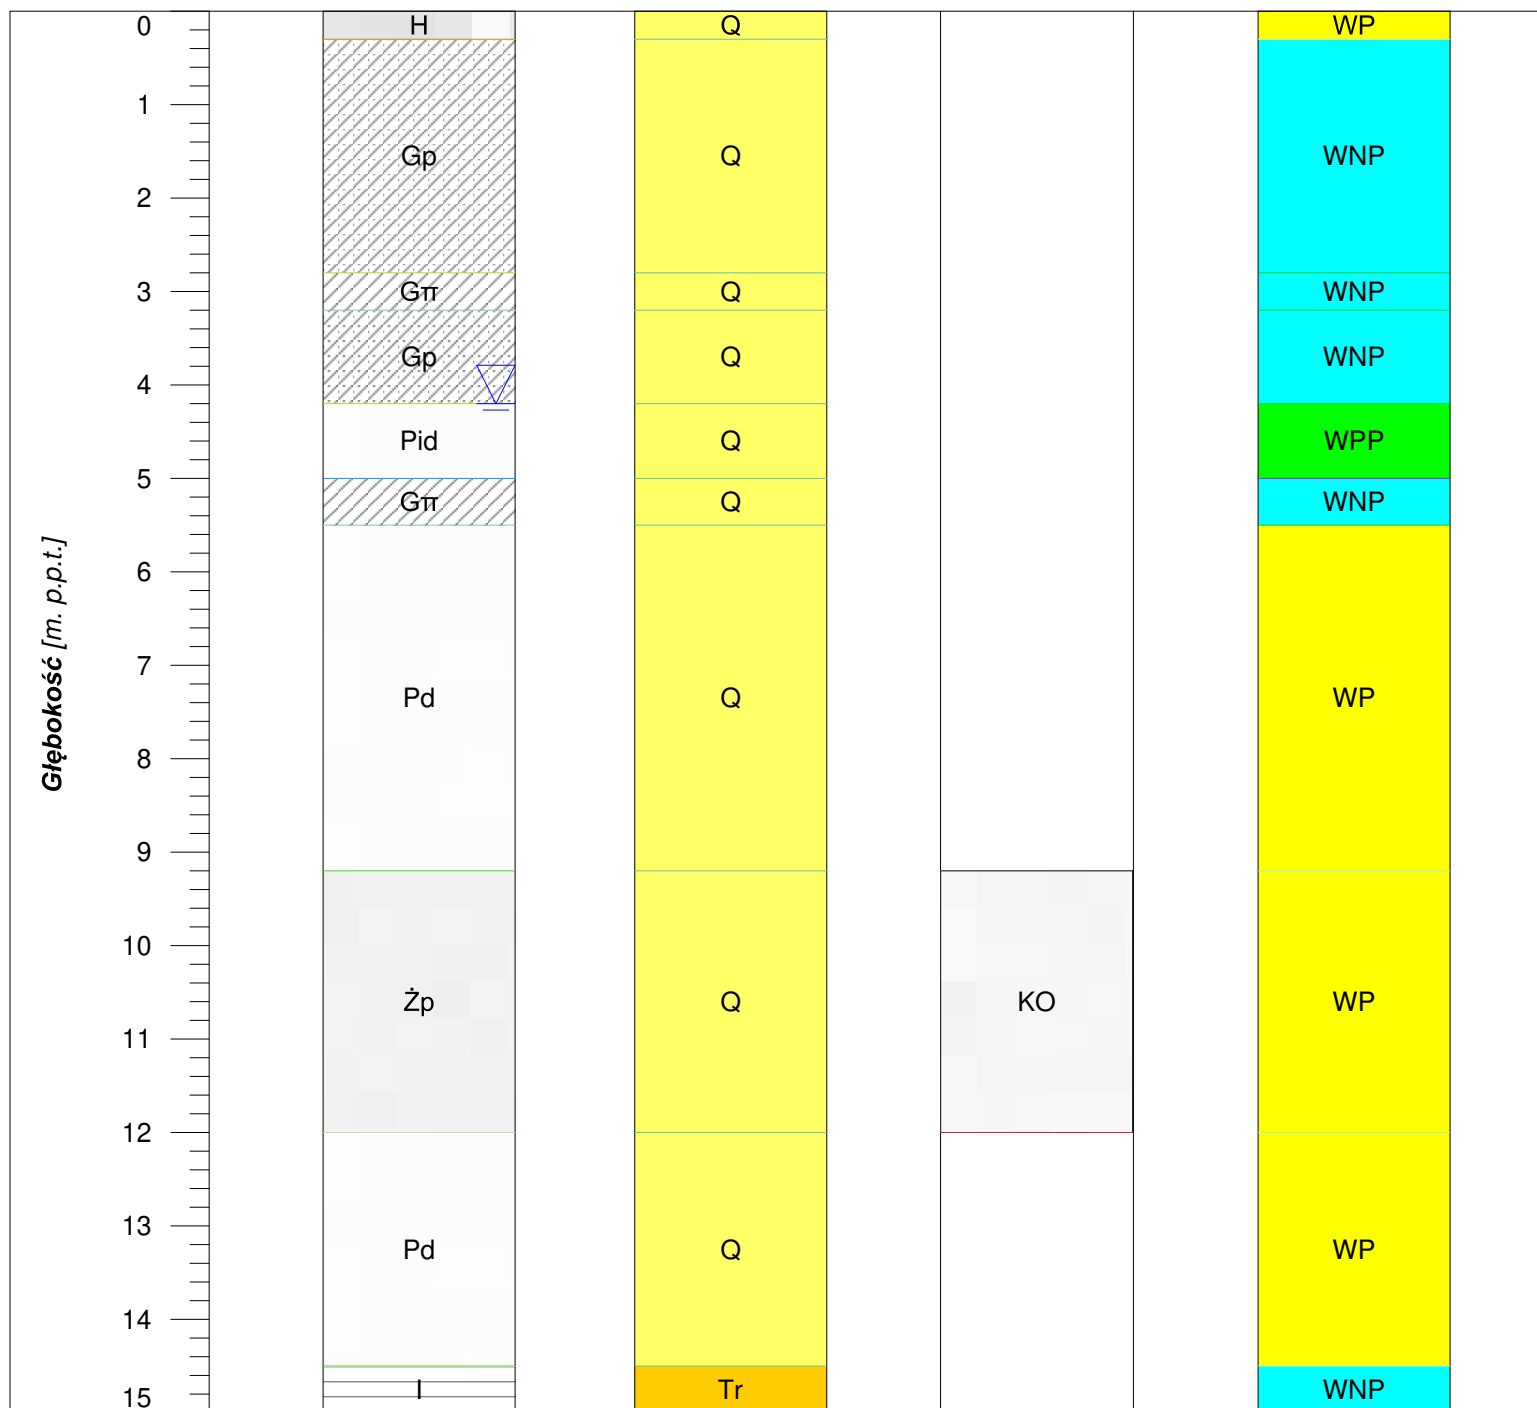 0 H Q WP
1
Gp Q WNP
2
3 Gπ Q WNP
Gp Q WNP
4
Pid Q WPP
5
Gπ Q WNP
6
Głębokość [m. p.p.t.]
7
Pd Q WP
8
9
10
Żp Q KO WP
11
12
13
Pd Q WP
14
15 I Tr WNP